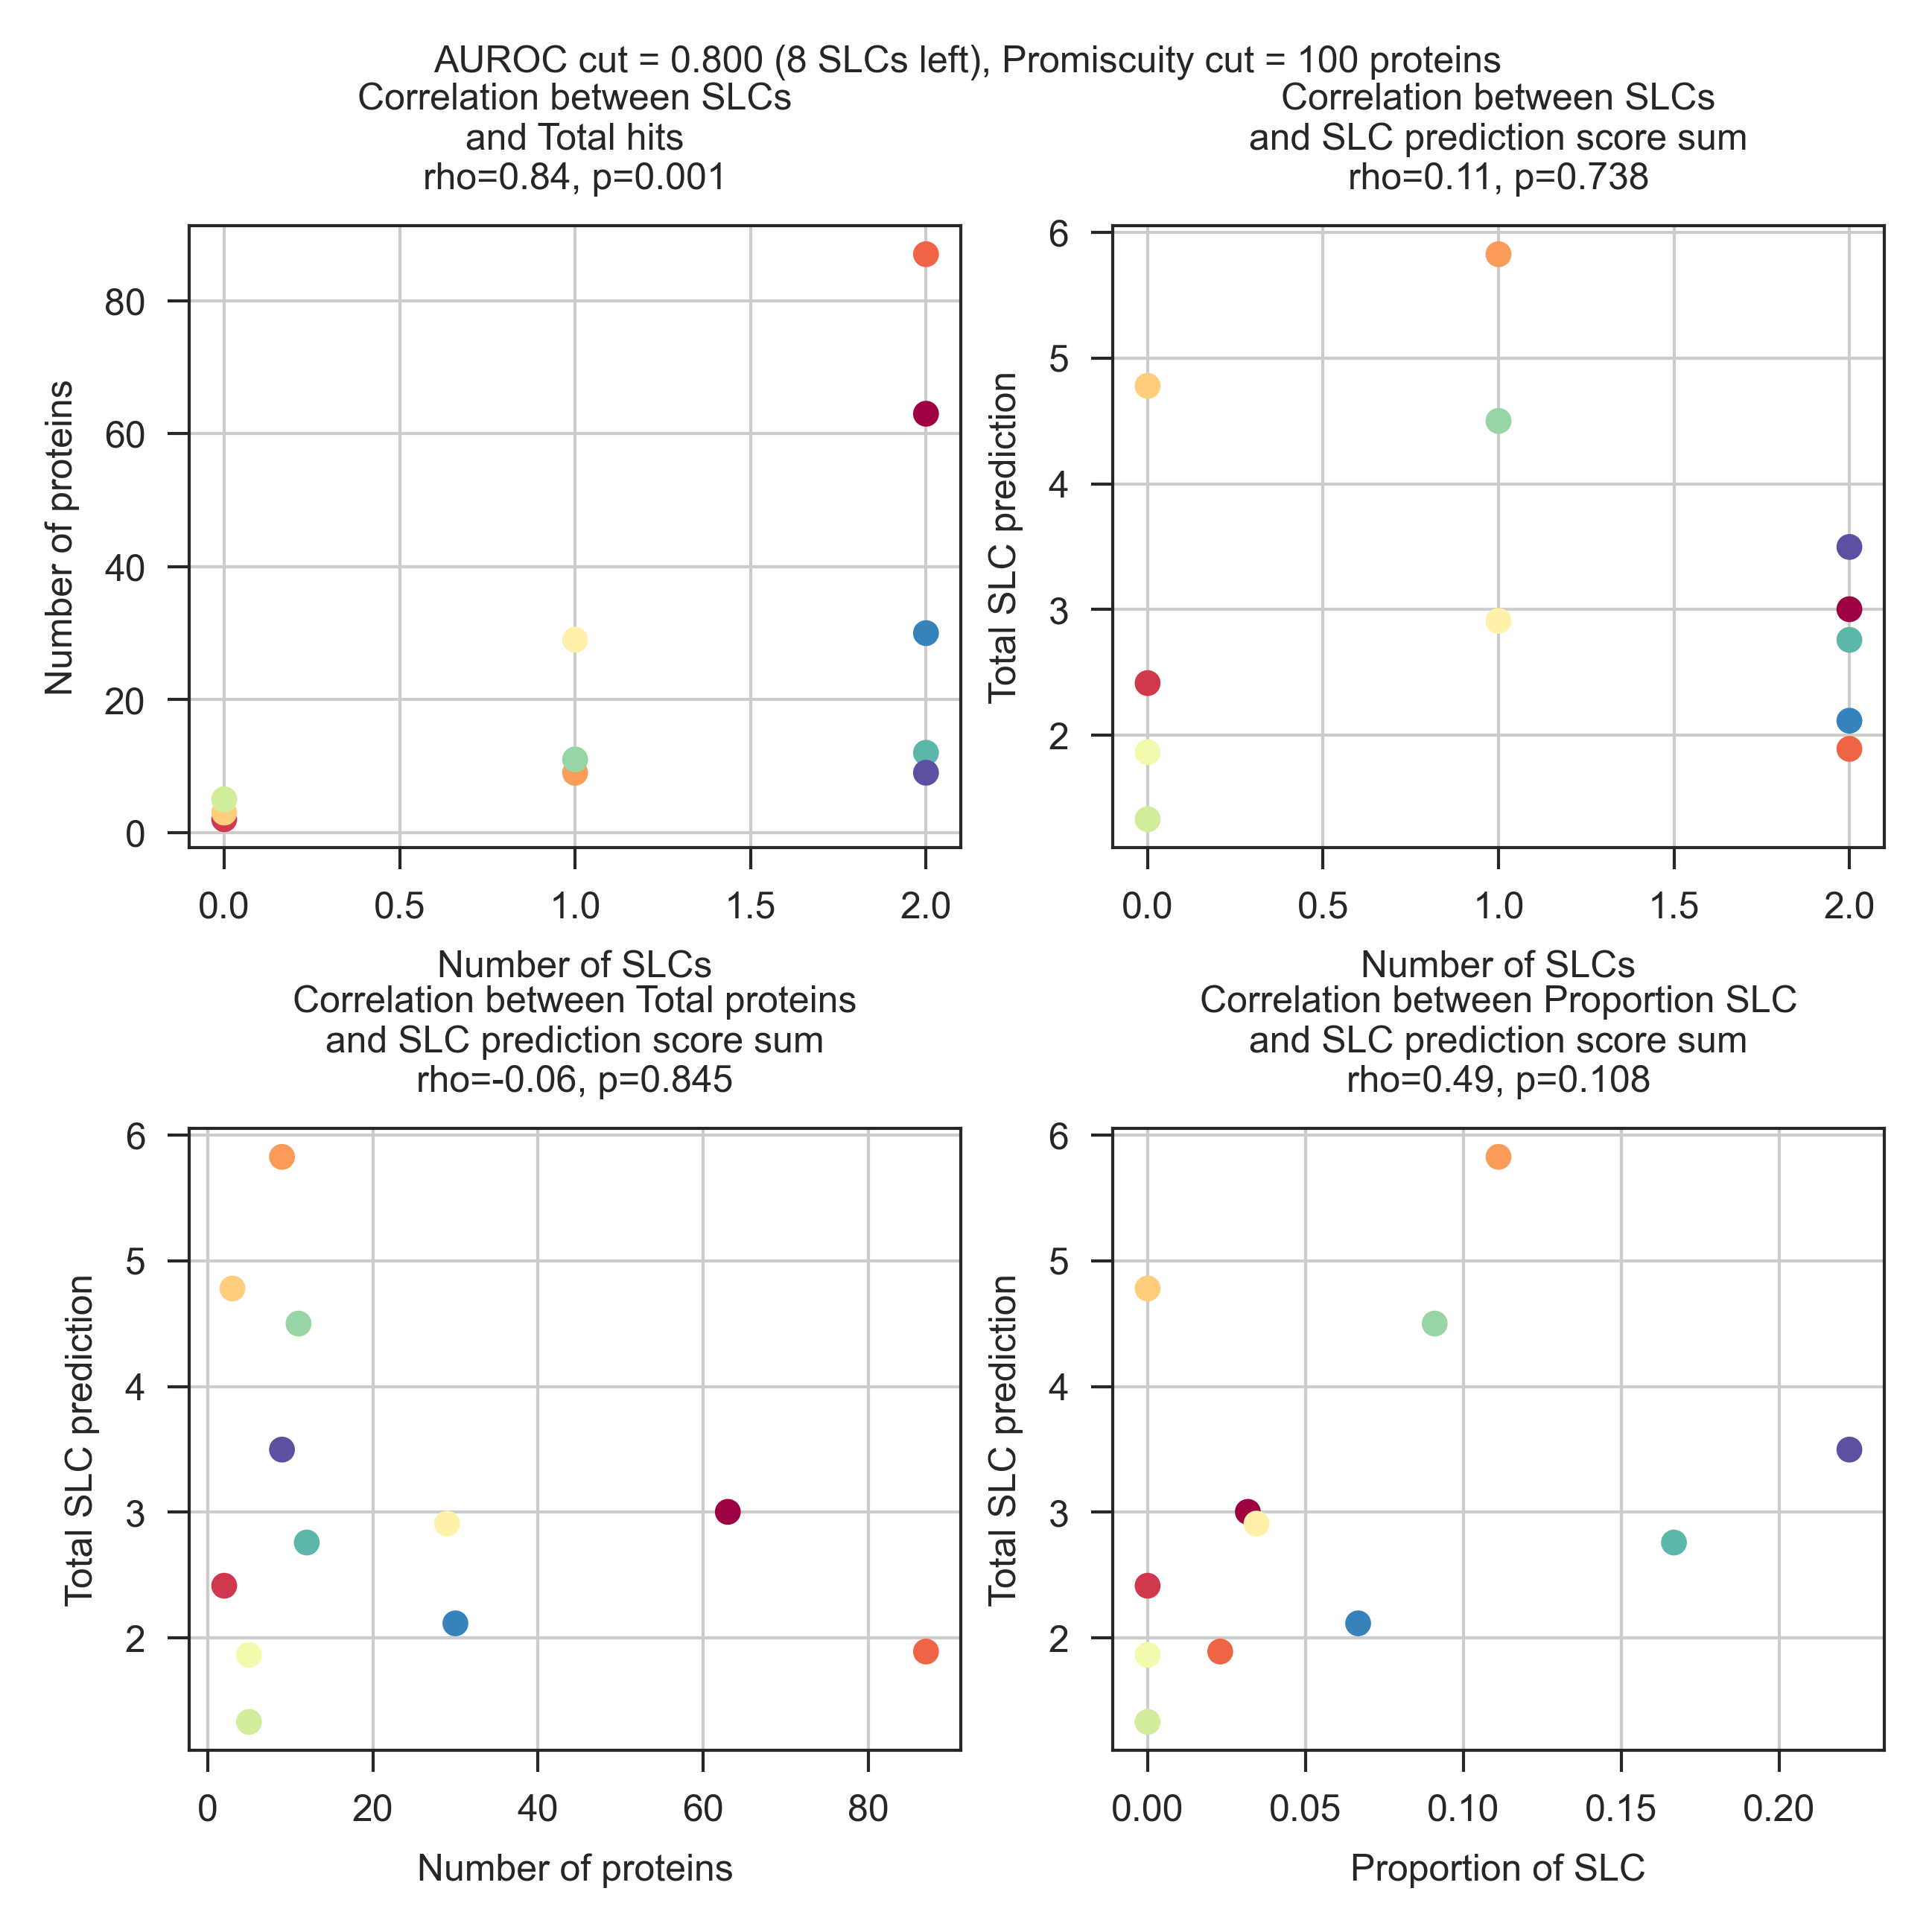 AUROC cut = 0.800 (8 SLCs left), Promiscuity cut = 100 proteins
Correlation between SLCs
and Total hits
rho=0.84, p=0.001
Number of proteins
80
60
40
20
0
0.0 0.5 1.0 1.5 2.0
Number of SLCs
Correlation between SLCs
and SLC prediction score sum
rho=0.11, p=0.738
Total SLC prediction
6
5
4
3
2
0.0 0.5 1.0 1.5 2.0
Number of SLCs
Correlation between Total proteins
and SLC prediction score sum
rho=-0.06, p=0.845
Total SLC prediction
6
5
4
3
2
0 20 40 60 80
Number of proteins
Correlation between Proportion SLC
and SLC prediction score sum
rho=0.49, p=0.108
Total SLC prediction
6
5
4
3
2
0.00 0.05 0.10 0.15 0.20
Proportion of SLC